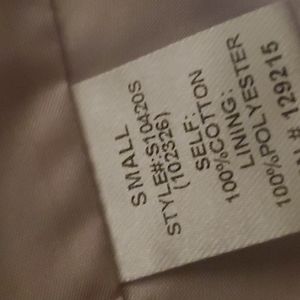 SMALL
STYLE#:S10420S
(102326)
SELF:
100%COTTON
LINING:
100%POLYESTER
# 129215